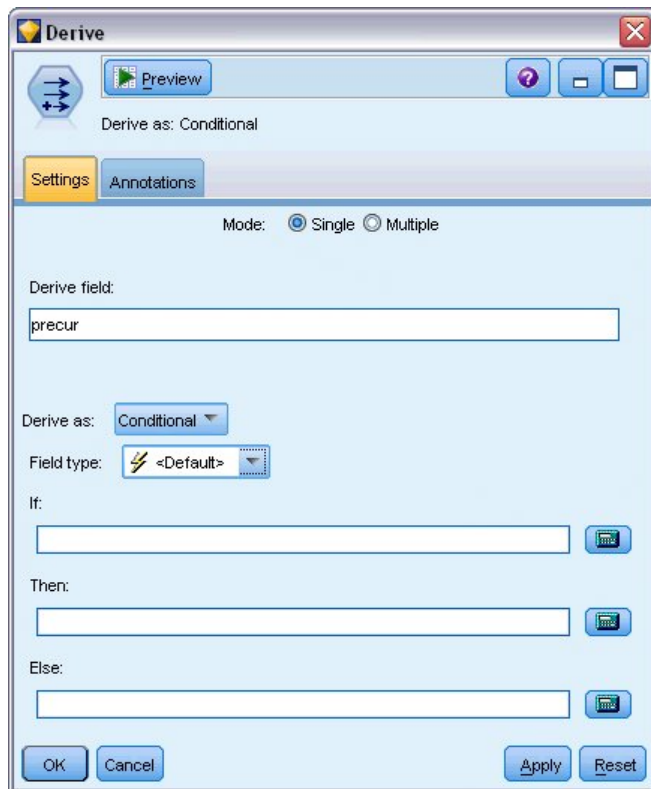 Derive
Preview
Derive as: Conditional
Settings Annotations
Mode: Single Multiple
Derive field:
precur
Derive as: Conditional
Field type: <Default>
If:
Then:
Else:
OK Cancel Apply Reset